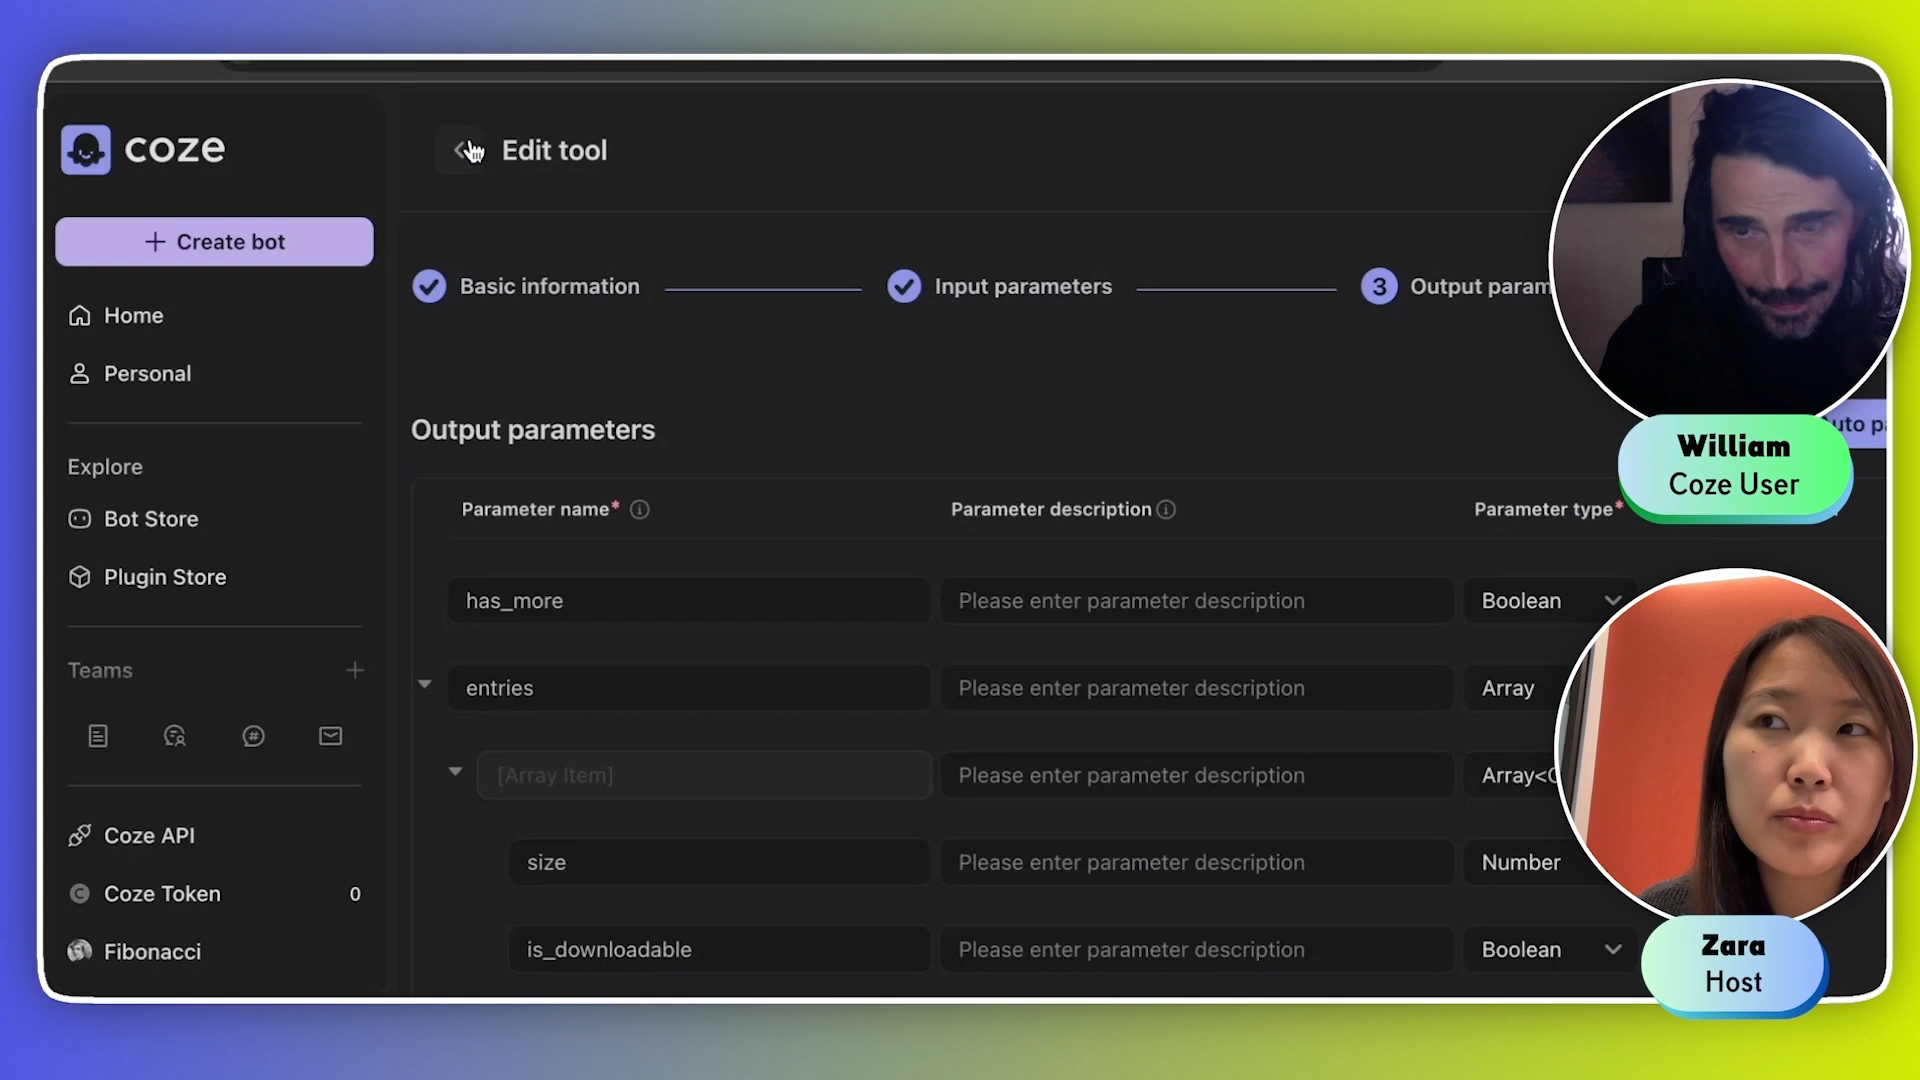 coze
Edit tool
+ Create bot
Basic information
Input parameters
3 Output param
Home
Personal
Output parameters
Explore
Parameter name*
Parameter description
Parameter type*
Bot Store
Plugin Store
has_more
Please enter parameter description
Boolean
Teams
entries
Please enter parameter description
Array
[Array Item]
Please enter parameter description
Array<
Coze API
size
Please enter parameter description
Number
Coze Token
0
Fibonacci
is_downloadable
Please enter parameter description
Boolean
William
Coze User
Zara
Host